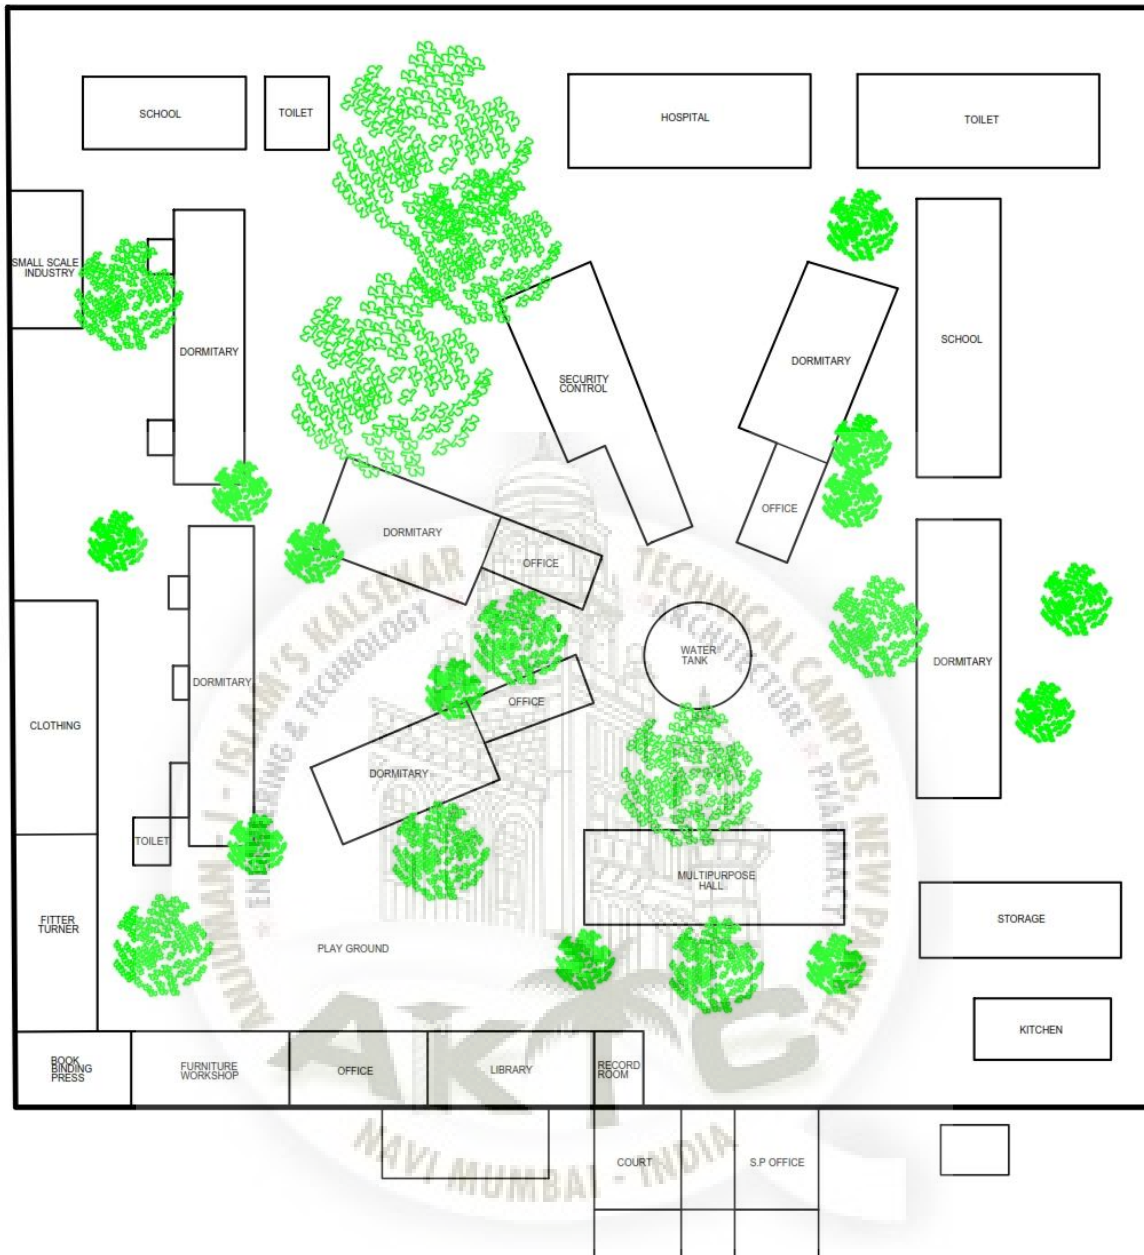 SCHOOL
TOILET
HOSPITAL
TOILET
SMALL SCALE
INDUSTRY
DORMITARY
SECURITY
CONTROL
DORMITARY
SCHOOL
OFFICE
DORMITARY
OFFICE
WATER
TANK
DORMITARY
OFFICE
DORMITARY
DORMITARY
CLOTHING
TOILET
MULTIPURPOSE
HALL
STORAGE
FITTER
TURNER
PLAY GROUND
KITCHEN
BOOK
BINDING
PRESS
FURNITURE
WORKSHOP
OFFICE
LIBRARY
RECORD
ROOM
COURT
S.P OFFICE
ANJUMAN-I-ISLAM'S KALSEKAR TECHNICAL CAMPUS, NEW PANVEL
ENGINEERING & TECHNOLOGY * ARCHITECTURE * PHARMACY
AKTC
NAVI MUMBAI - INDIA